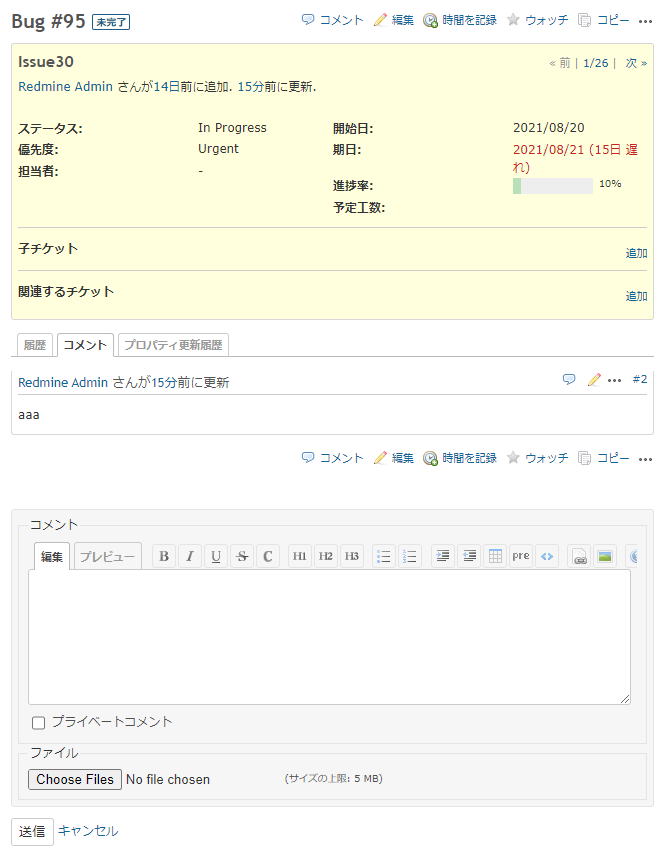 Bug #95 未完了 コメント 編集 時間を記録 ウォッチ コピー ...
Issue30 « 前 | 1/26 | 次 »
Redmine Admin さんが14日前に追加. 15分前に更新.
ステータス: In Progress 開始日: 2021/08/20
優先度: Urgent 期日: 2021/08/21 (15日 遅
れ)
担当者: -
進捗率: 10%
予定工数:
子チケット 追加
関連するチケット 追加
履歴 コメント プロパティ更新履歴
Redmine Admin さんが15分前に更新 ... #2
aaa
コメント 編集 時間を記録 ウォッチ コピー ...
コメント
編集 プレビュー B I U S C H1 H2 H3 pre <>
プライベートコメント
ファイル
Choose Files No file chosen (サイズの上限: 5 MB)
送信 キャンセル